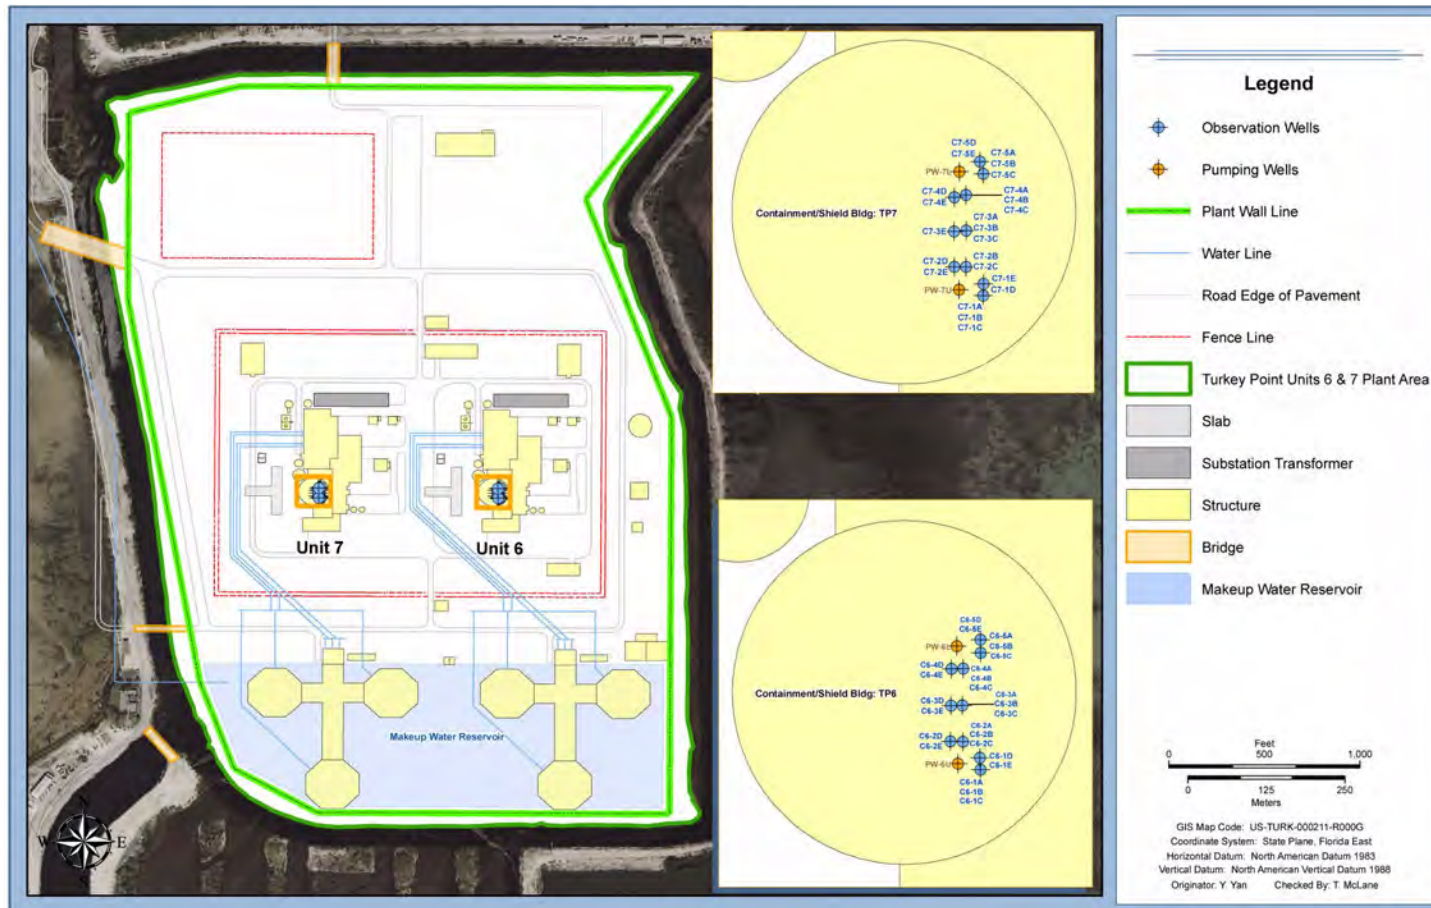 Unit 7
Unit 6
Makeup Water Reservoir
N
W
E
S
Containment/Shield Bldg: TP7
C7-5D
C7-5E
C7-5A
C7-5B
C7-5C
PW-7L
C7-4D
C7-4E
C7-4A
C7-4B
C7-4C
C7-3E
C7-3A
C7-3B
C7-3C
C7-2D
C7-2E
C7-2B
C7-2C
C7-1E
C7-1D
PW-7U
C7-1A
C7-1B
C7-1C
Containment/Shield Bldg: TP6
C6-5D
C6-5E
C6-5A
C6-5B
C6-5C
PW-6L
C6-4D
C6-4E
C6-4A
C6-4B
C6-4C
C6-3D
C6-3E
C6-3A
C6-3B
C6-3C
C6-2D
C6-2E
C6-2A
C6-2B
C6-2C
C6-1D
C6-1E
PW-6U
C6-1A
C6-1B
C6-1C
Legend
Observation Wells
Pumping Wells
Plant Wall Line
Water Line
Road Edge of Pavement
Fence Line
Turkey Point Units 6 & 7 Plant Area
Slab
Substation Transformer
Structure
Bridge
Makeup Water Reservoir
Feet
0 500 1,000
0 125 250
Meters
GIS Map Code: US-TURK-000211-R000G
Coordinate System: State Plane, Florida East
Horizontal Datum: North American Datum 1983
Vertical Datum: North American Vertical Datum 1988
Originator: Y. Yan Checked By: T. McLane